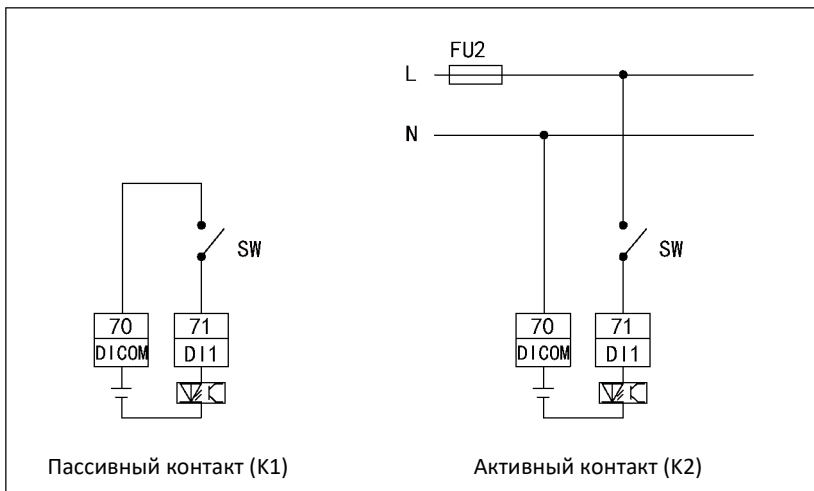 FU2
L
N
SW
SW
70 71
DICOM DI1
70 71
DICOM DI1
Пассивный контакт (K1)
Активный контакт (K2)